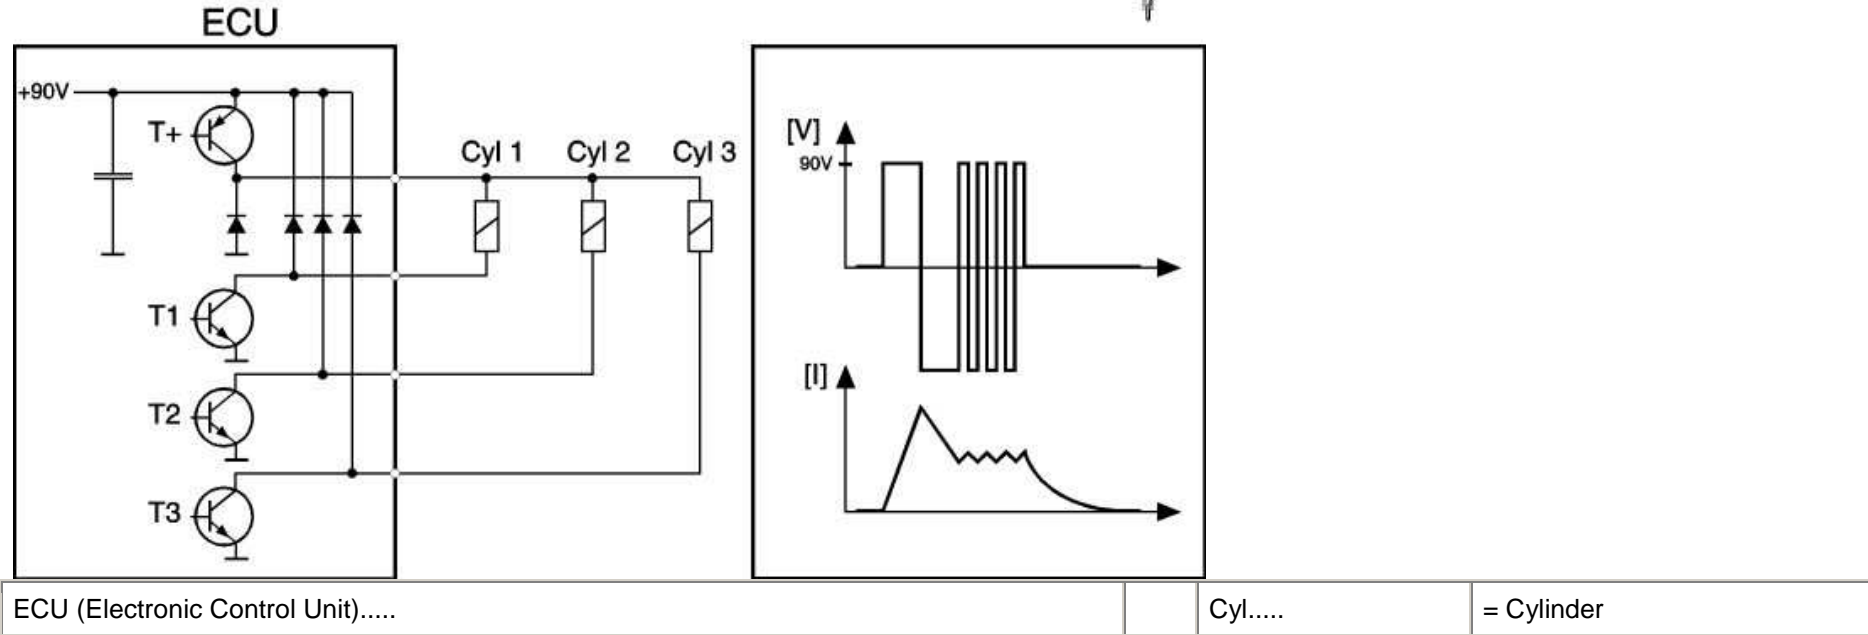 ECU
+90V
T+
Cyl 1 Cyl 2 Cyl 3
T1
T2
T3
[V]
90V
[I]
ECU (Electronic Control Unit)..... Cyl..... = Cylinder